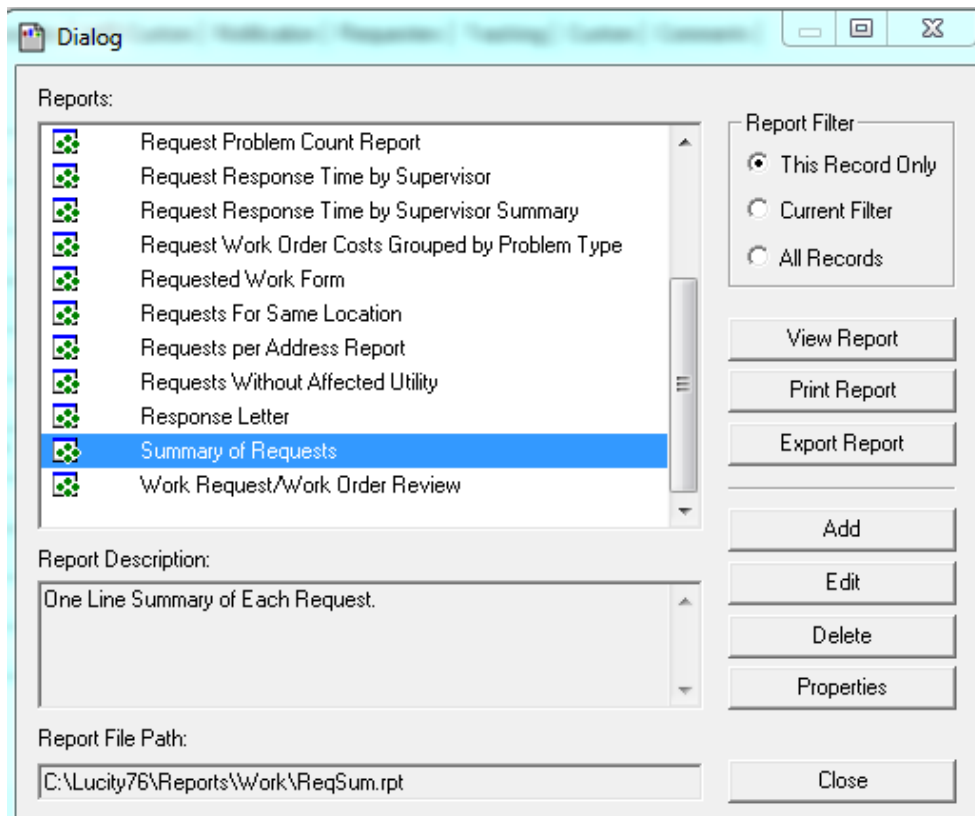 Dialog
Reports:
Request Problem Count Report
Request Response Time by Supervisor
Request Response Time by Supervisor Summary
Request Work Order Costs Grouped by Problem Type
Requested Work Form
Requests For Same Location
Requests per Address Report
Requests Without Affected Utility
Response Letter
Summary of Requests
Work Request/Work Order Review
Report Description:
One Line Summary of Each Request.
Report File Path:
C:\Lucity76\Reports\Work\ReqSum.rpt
Report Filter
This Record Only
Current Filter
All Records
View Report
Print Report
Export Report
Add
Edit
Delete
Properties
Close